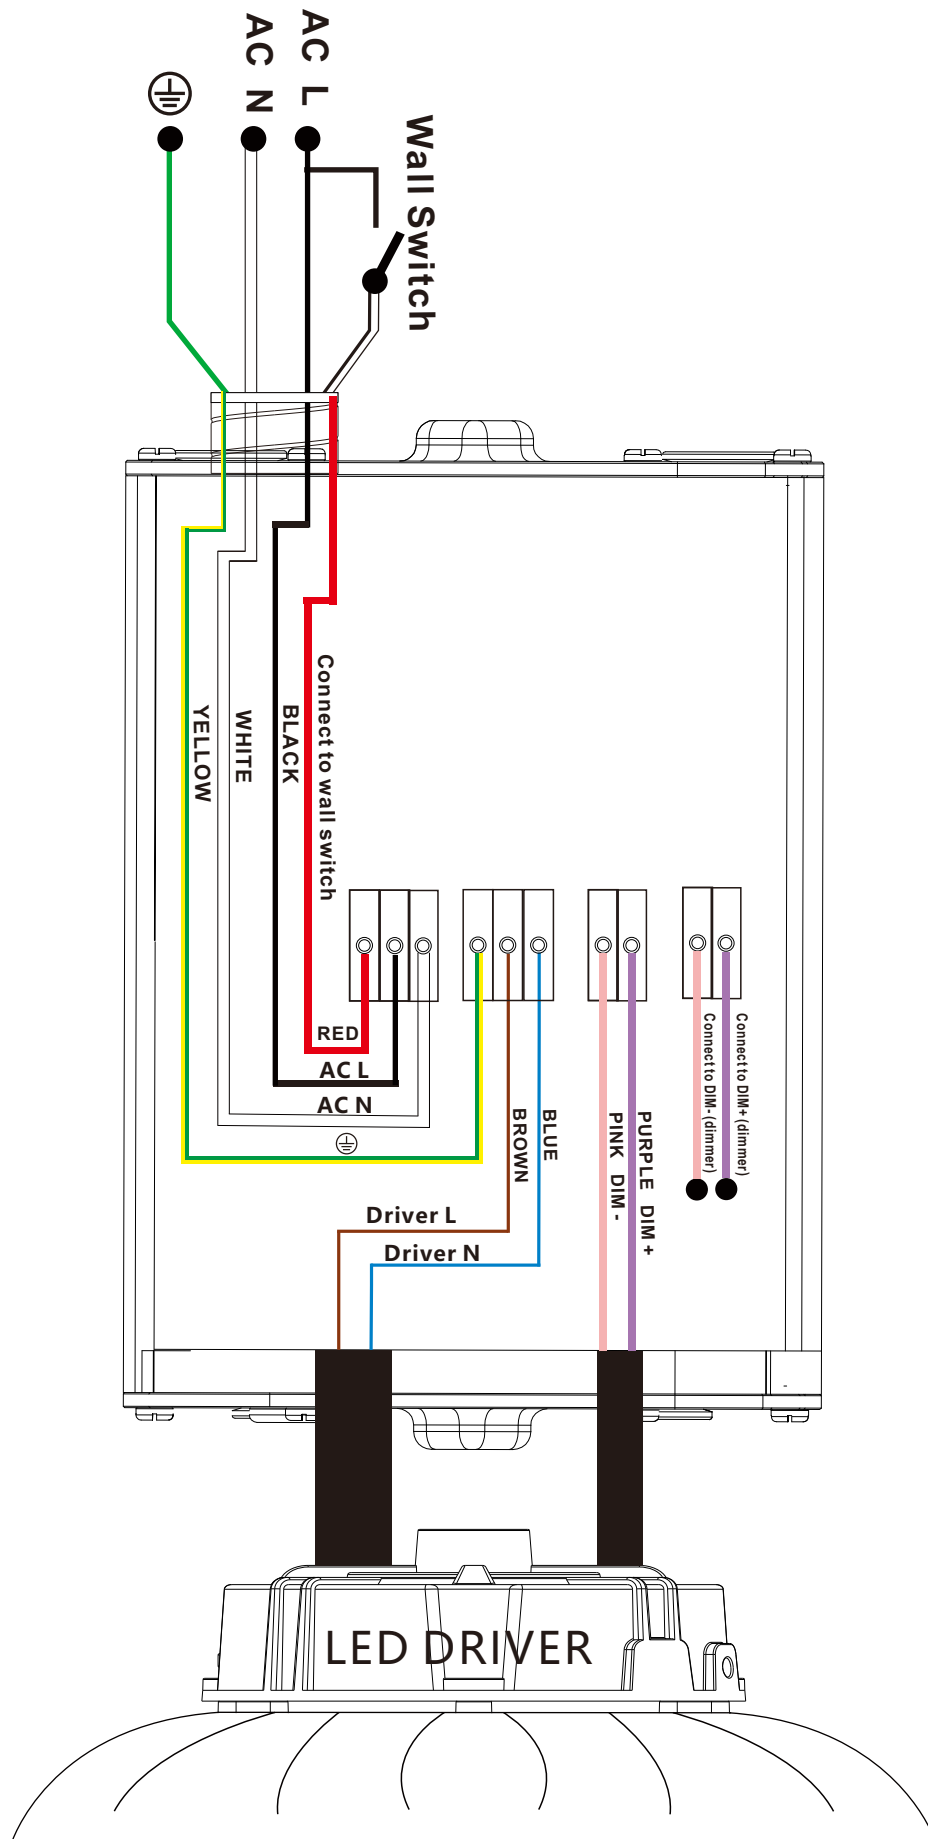 AC N
AC L
Wall Switch
YELLOW
WHITE
BLACK
Connect to wall switch
RED
AC L
AC N
BROWN
BLUE
PINK DIM -
PURPLE DIM +
Connect to DIM- (dimmer)
Connect to DIM+ (dimmer)
Driver L
Driver N
LED DRIVER